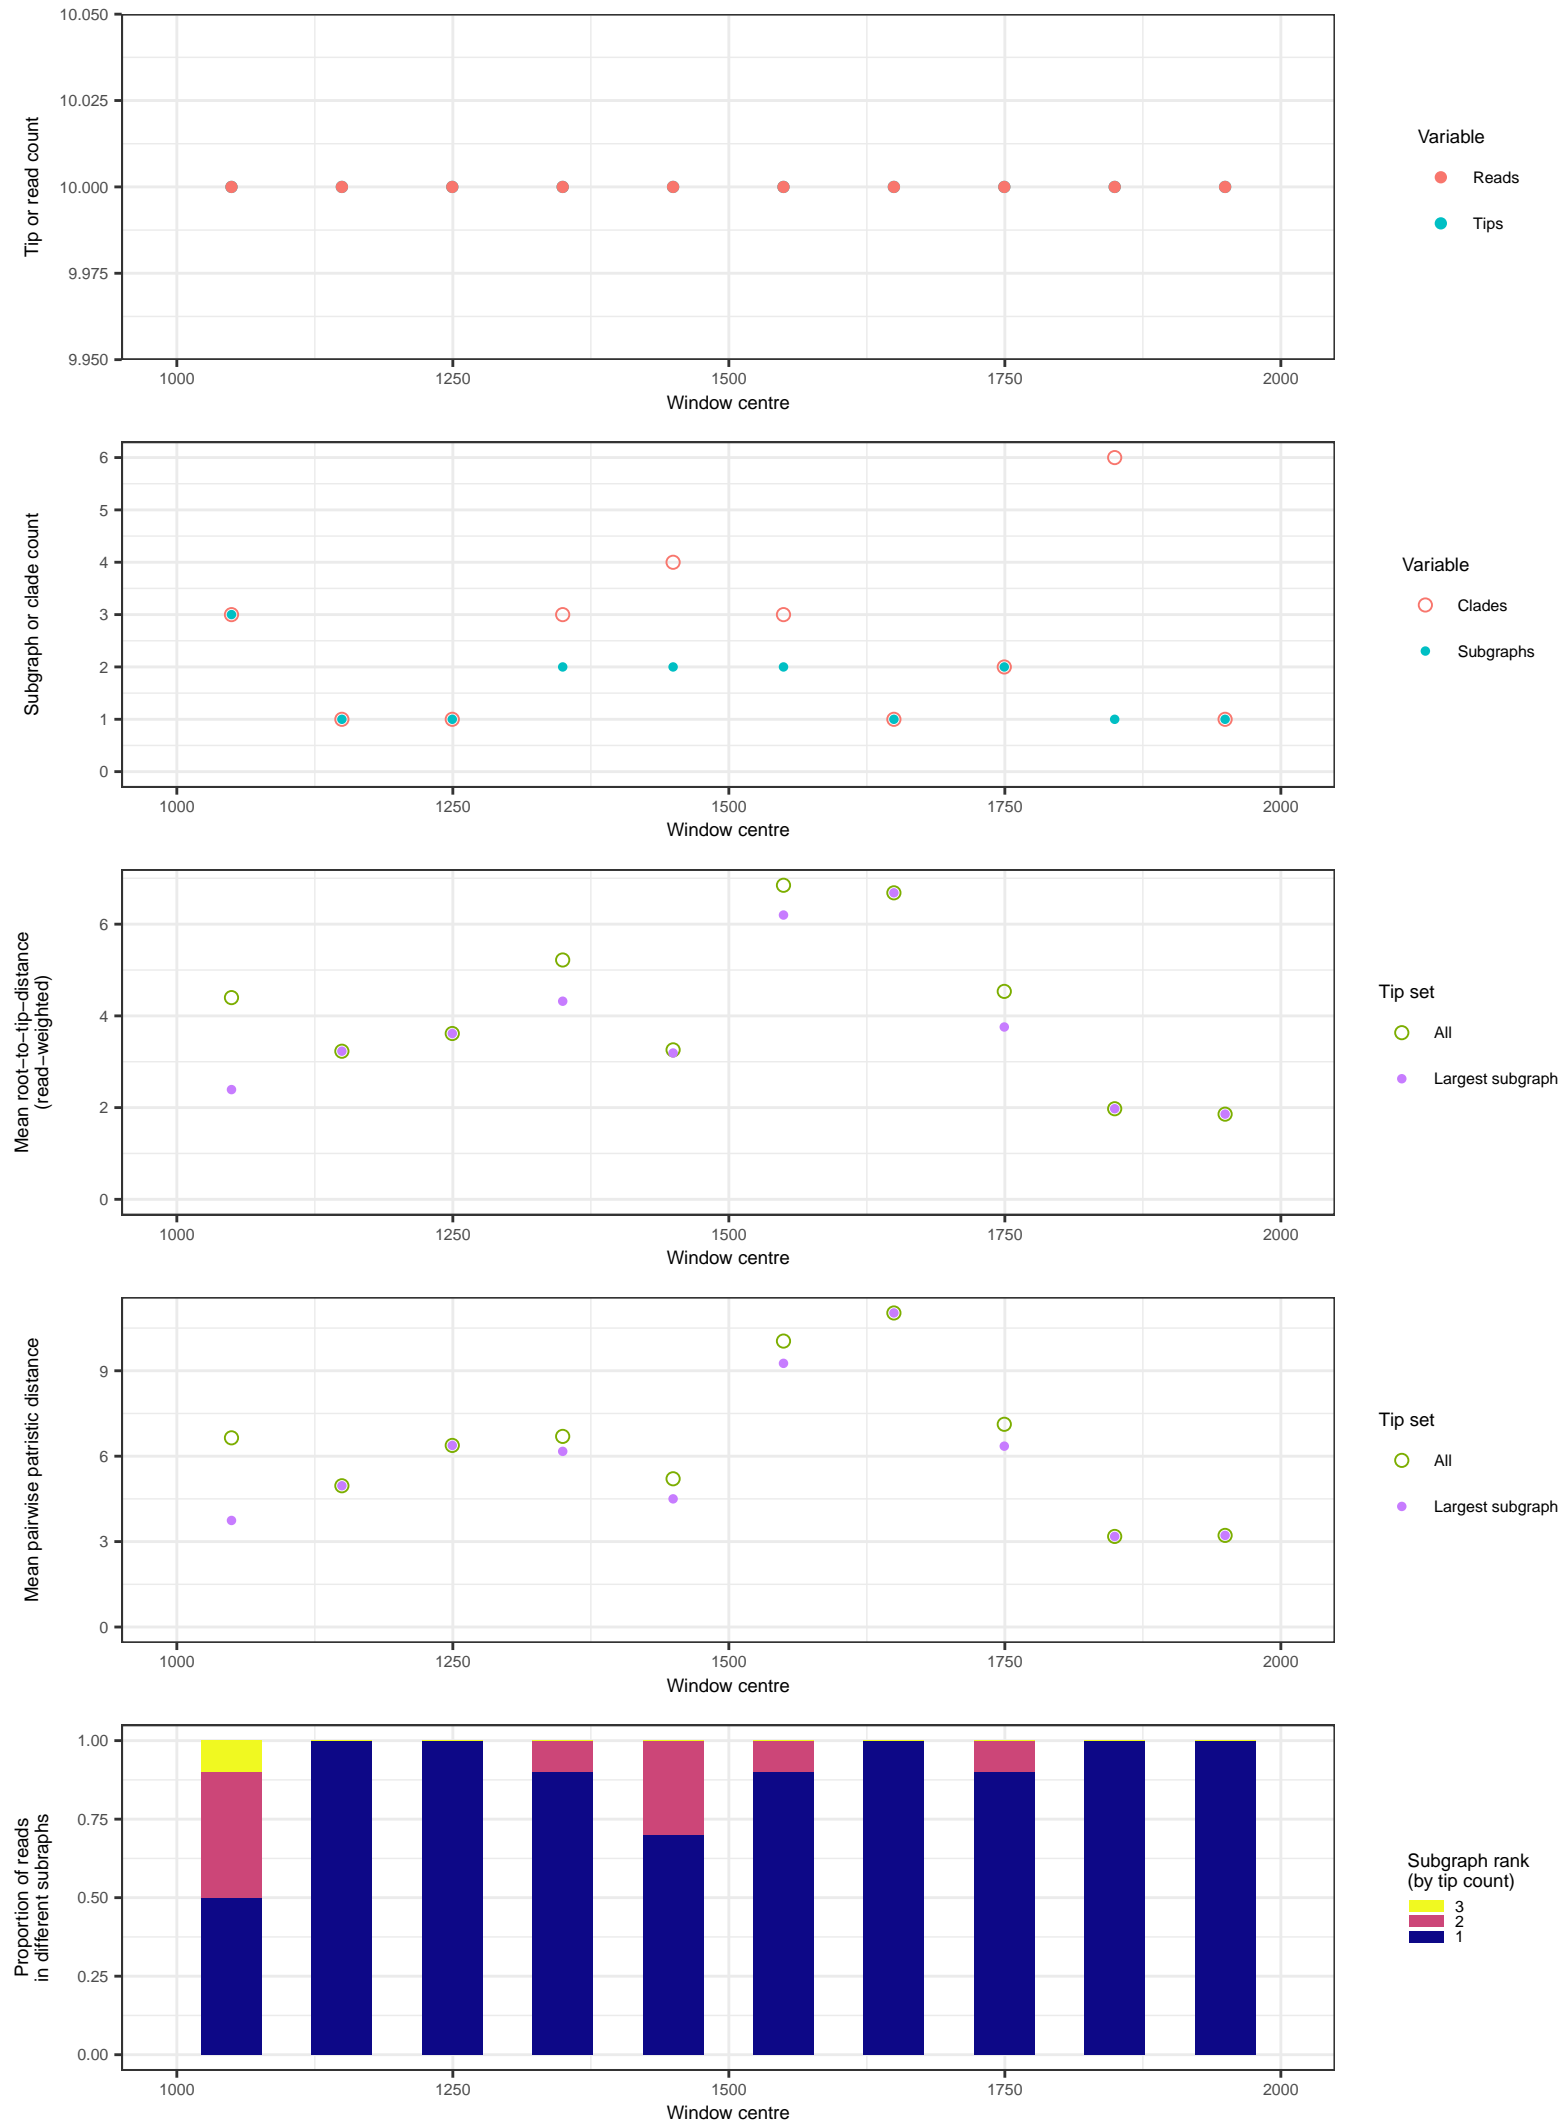 10.050
10.025
10.000
9.975
9.950
Tip or read count
1000 1250 1500 1750 2000
Window centre
Variable
Reads
Tips
6
5
4
3
2
1
0
Subgraph or clade count
1000 1250 1500 1750 2000
Window centre
Variable
Clades
Subgraphs
6
4
2
0
Mean root−to−tip−distance
(read−weighted)
1000 1250 1500 1750 2000
Window centre
Tip set
All
Largest subgraph
9
6
3
0
Mean pairwise patristic distance
1000 1250 1500 1750 2000
Window centre
Tip set
All
Largest subgraph
1.00
0.75
0.50
0.25
0.00
Proportion of reads
in different subraphs
1000 1250 1500 1750 2000
Window centre
Subgraph rank
(by tip count)
3
2
1